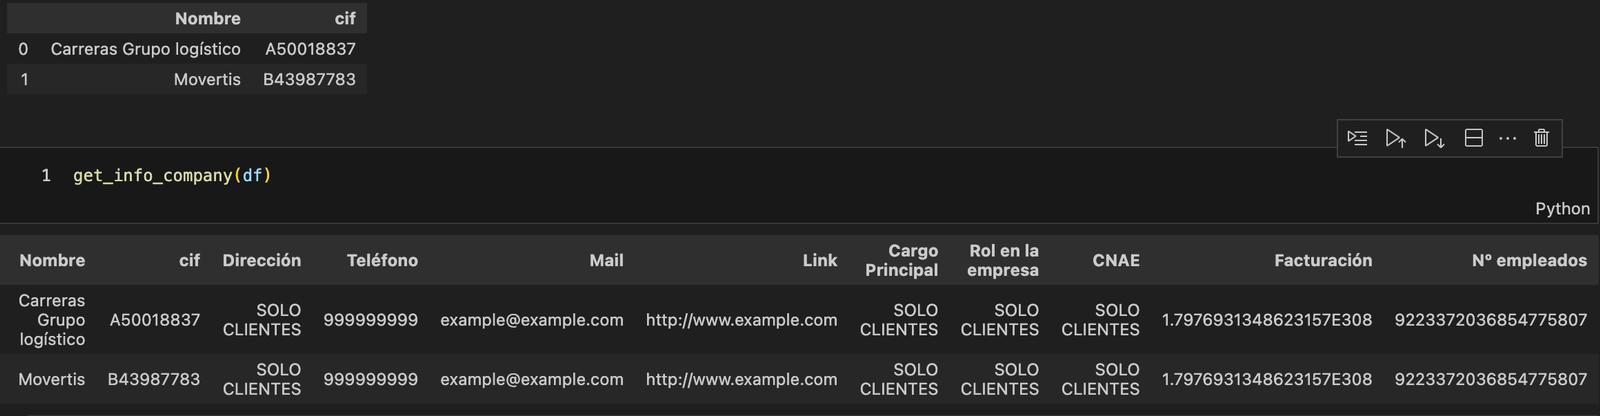 Nombre cif
0 Carreras Grupo logístico A50018837
1 Movertis B43987783
1 get_info_company(df)
Python
Nombre cif Dirección Teléfono Mail Link Cargo Principal Rol en la empresa CNAE Facturación Nº empleados
Carreras Grupo logístico A50018837 SOLO CLIENTES 999999999 example@example.com http://www.example.com SOLO CLIENTES SOLO CLIENTES SOLO CLIENTES 1.7976931348623157E308 9223372036854775807
Movertis B43987783 SOLO CLIENTES 999999999 example@example.com http://www.example.com SOLO CLIENTES SOLO CLIENTES SOLO CLIENTES 1.7976931348623157E308 9223372036854775807